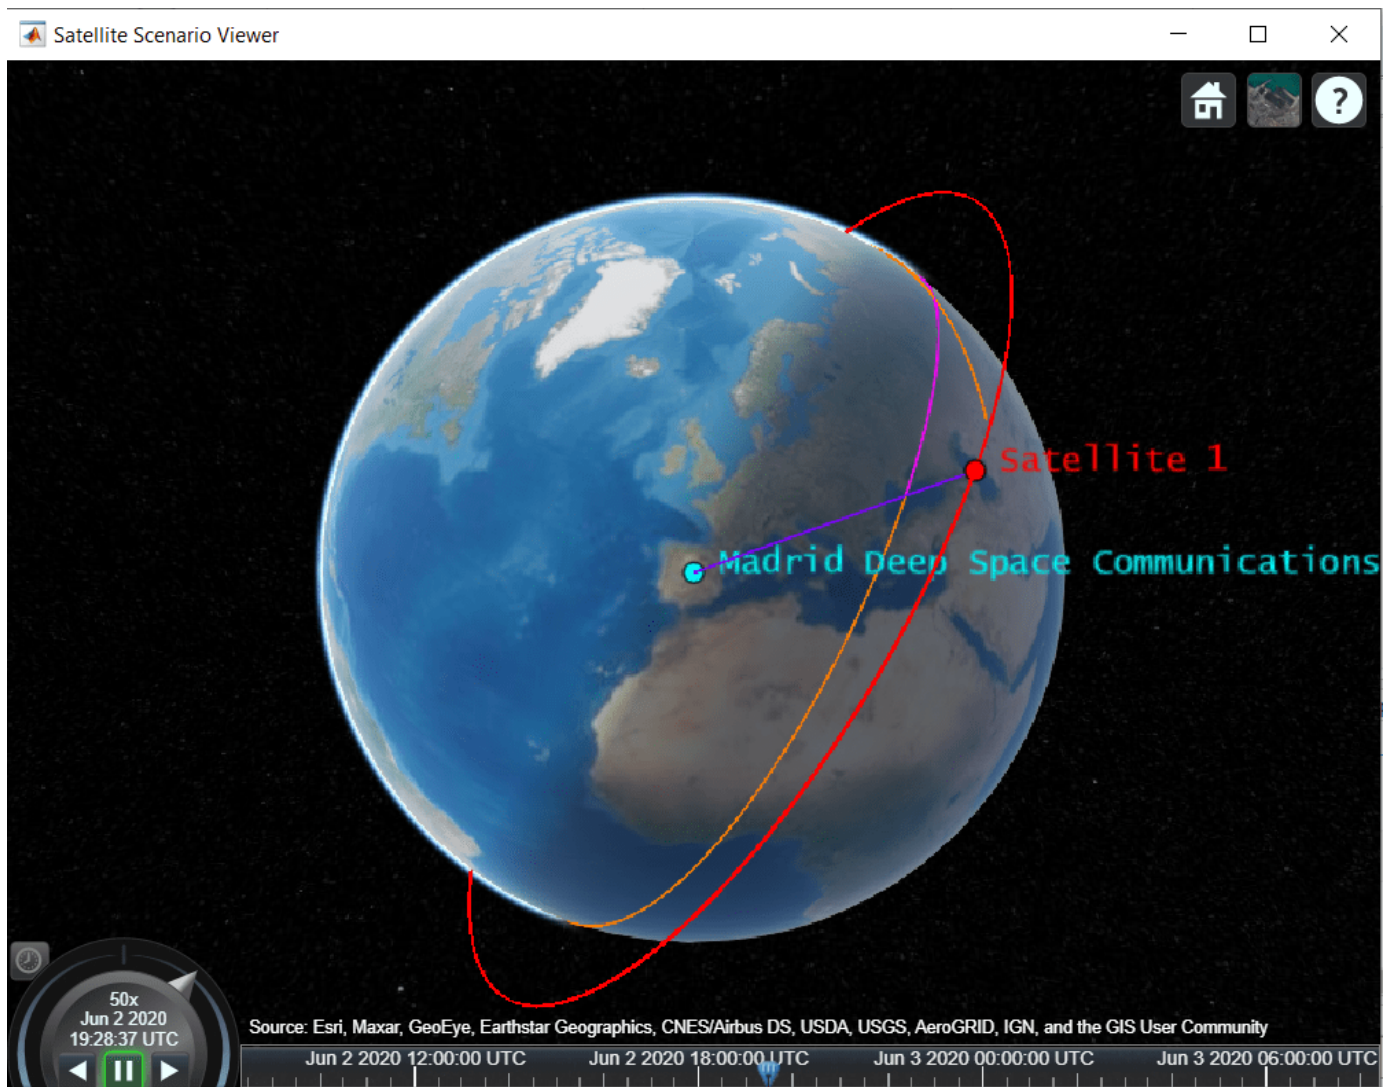 Satellite Scenario Viewer
?
Satellite 1
Madrid Deep Space Communications
50x
Jun 2 2020
19:28:37 UTC
Source: Esri, Maxar, GeoEye, Earthstar Geographics, CNES/Airbus DS, USDA, USGS, AeroGRID, IGN, and the GIS User Community
Jun 2 2020 12:00:00 UTC Jun 2 2020 18:00:00 UTC Jun 3 2020 00:00:00 UTC Jun 3 2020 06:00:00 UTC